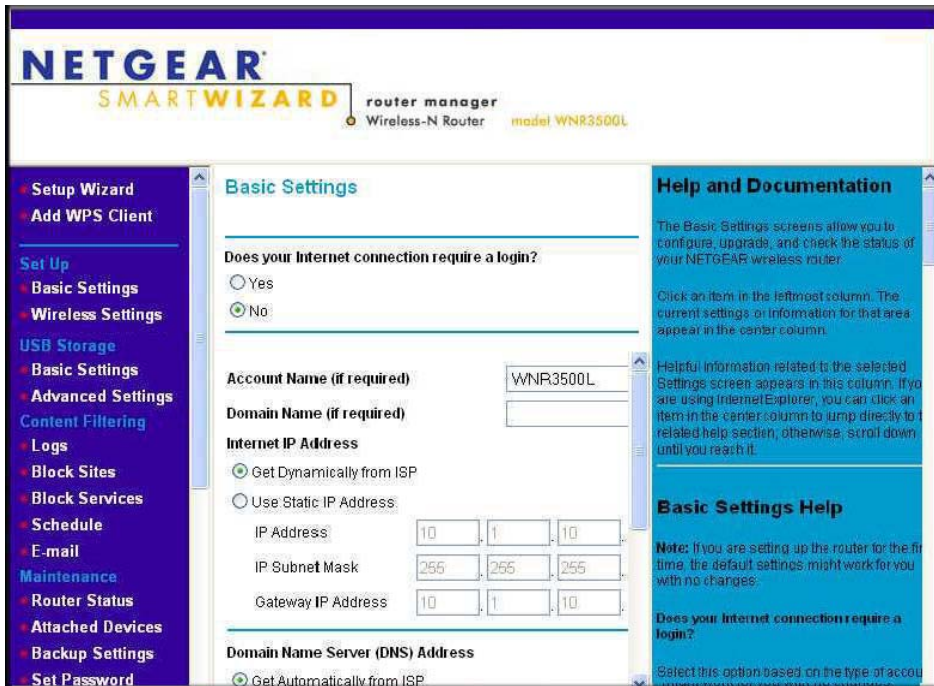 NETGEAR
SMARTWIZARD
router manager
Wireless-N Router model WNR3500L
Setup Wizard
Add WPS Client
Set Up
Basic Settings
Wireless Settings
USB Storage
Basic Settings
Advanced Settings
Content Filtering
Logs
Block Sites
Block Services
Schedule
E-mail
Maintenance
Router Status
Attached Devices
Backup Settings
Set Password
Basic Settings
Does your Internet connection require a login?
Yes
No
Account Name (if required) WNR3500L
Domain Name (if required)
Internet IP Address
Get Dynamically from ISP
Use Static IP Address
IP Address 10 . 1 . 10 .
IP Subnet Mask 255 . 255 . 255 .
Gateway IP Address 10 . 1 . 10 .
Domain Name Server (DNS) Address
Get Automatically from ISP
Help and Documentation
The Basic Settings screens allow you to
configure, upgrade, and check the status of
your NETGEAR wireless router.
Click an item in the leftmost column. The
current settings or information for that area
appear in the center column.
Helpful information related to the selected
Settings screen appears in this column. If yo
are using Internet Explorer, you can click an
item in the center column to jump directly to t
related help section; otherwise, scroll down
until you reach it.
Basic Settings Help
Note: If you are setting up the router for the fir
time, the default settings might work for you
with no changes.
Does your Internet connection require a
login?
Select this option based on the type of accou